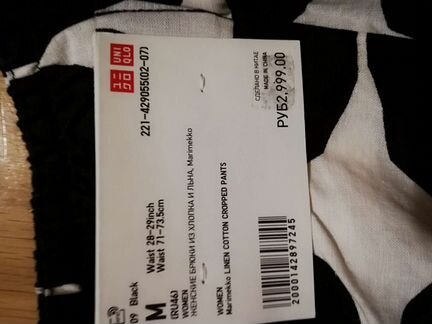 UNI
QLO
221-429055(02-07)
09 Black
M
(RU46)
Waist 28-29inch
Waist 71-73.5cm
WOMEN
ЖЕНСКИЕ БРЮКИ ИЗ ХЛОПКА И ЛЬНА, Marimekko
WOMEN
Marimekko LINEN COTTON CROPPED PANTS
СДЕЛАНО В КИТАЕ
MADE IN CHINA
РУБ2,999.00
2000142897245